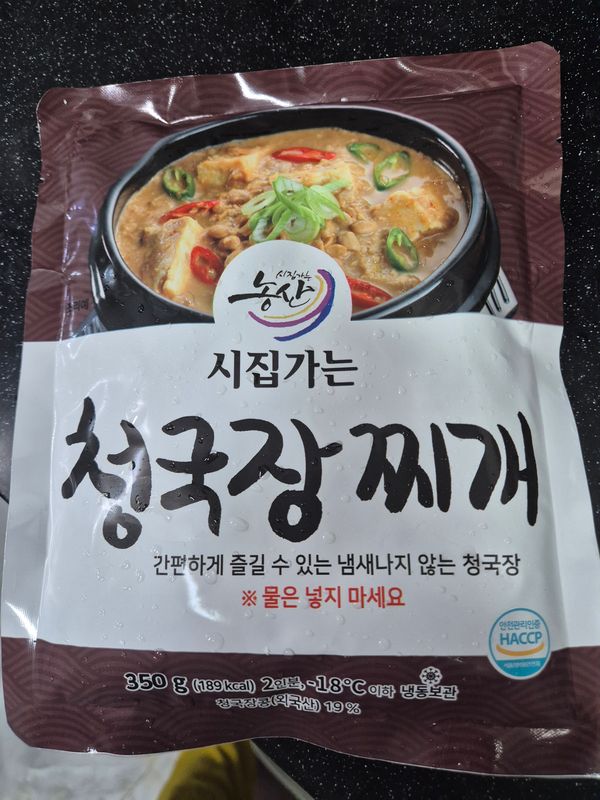 시집가는
농산
시집가는
청국장 찌개
간편하게 즐길 수 있는 냄새나지 않는 청국장
※ 물은 넣지 마세요
안전관리인증
HACCP
350 g (189 kcal) 2인분, -18℃ 이하 냉동보관
청국장콩(외국산) 19 %